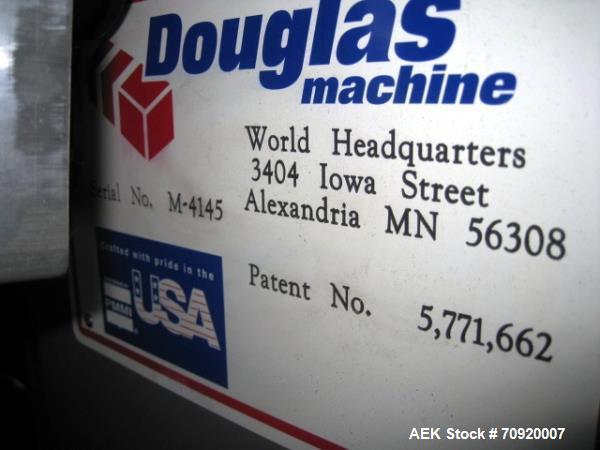 Douglas
machine
World Headquarters
3404 Iowa Street
Alexandria MN 56308
Serial No. M-4145
Crafted with pride in the
USA
PMMI
Patent No. 5,771,662
AEK Stock # 70920007